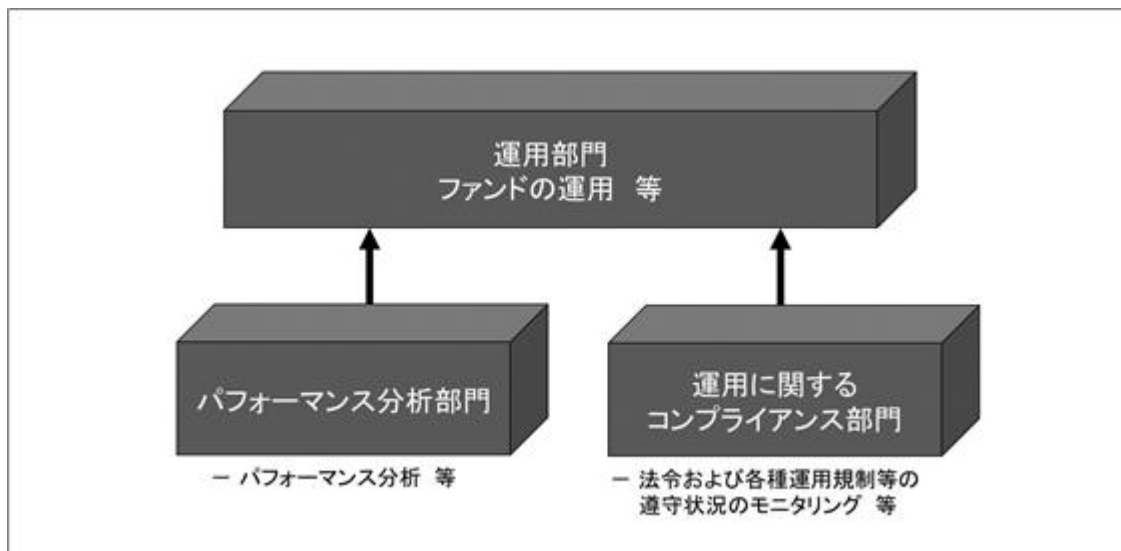 運用部門
ファンドの運用 等
パフォーマンス分析部門
運用に関する
コンプライアンス部門
－ パフォーマンス分析 等
－ 法令および各種運用規制等の
遵守状況のモニタリング 等